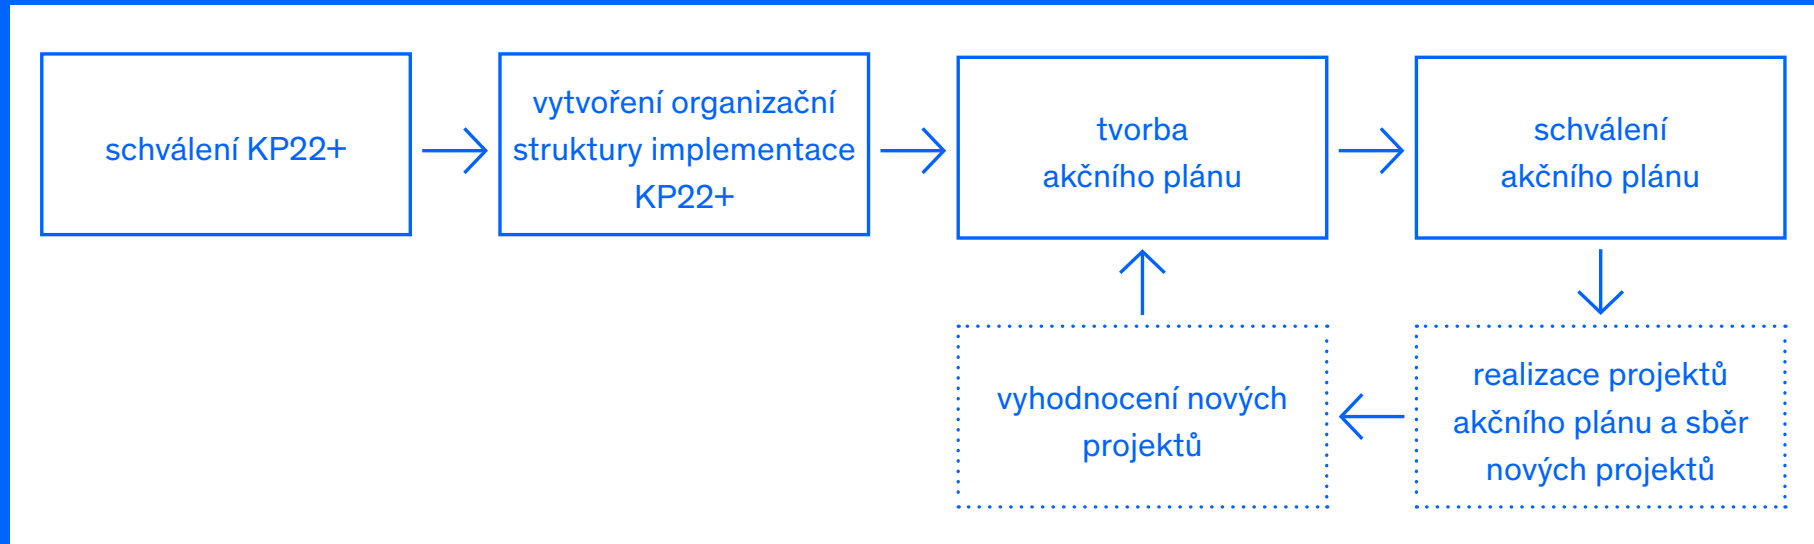 schválení KP22+
vytvoření organizační
struktury implementace
KP22+
tvorba
akčního plánu
schválení
akčního plánu
realizace projektů
akčního plánu a sběr
nových projektů
vyhodnocení nových
projektů